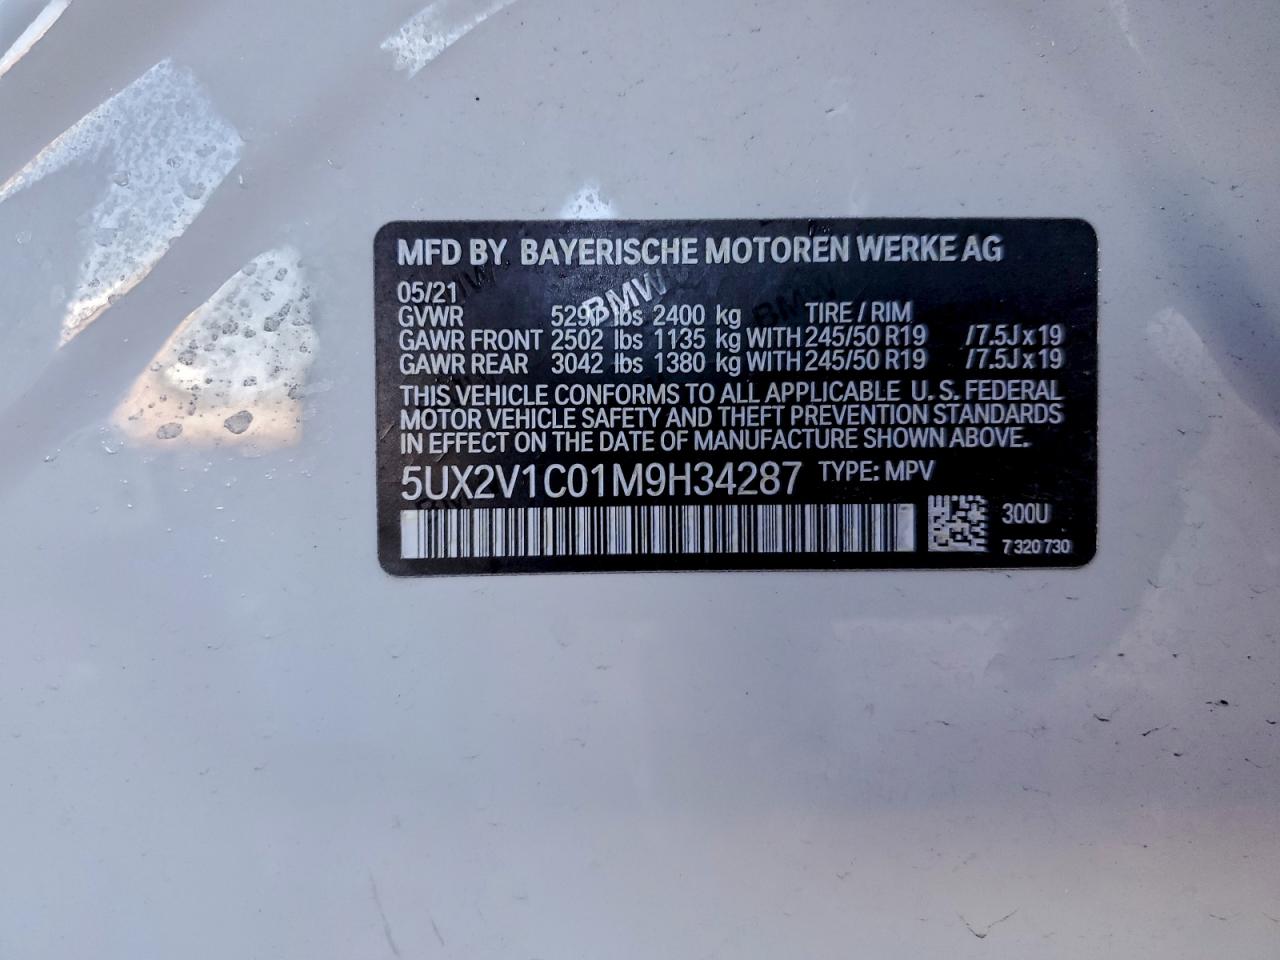 MFD BY BAYERISCHE MOTOREN WERKE AG
05/21
GVWR 5291 lbs 2400 kg TIRE / RIM
GAWR FRONT 2502 lbs 1135 kg WITH 245/50 R19 /7.5J x 19
GAWR REAR 3042 lbs 1380 kg WITH 245/50 R19 /7.5J x 19
THIS VEHICLE CONFORMS TO ALL APPLICABLE U. S. FEDERAL
MOTOR VEHICLE SAFETY AND THEFT PREVENTION STANDARDS
IN EFFECT ON THE DATE OF MANUFACTURE SHOWN ABOVE.
5UX2V1C01M9H34287 TYPE: MPV
300U
7 320 730
BMW
BMW